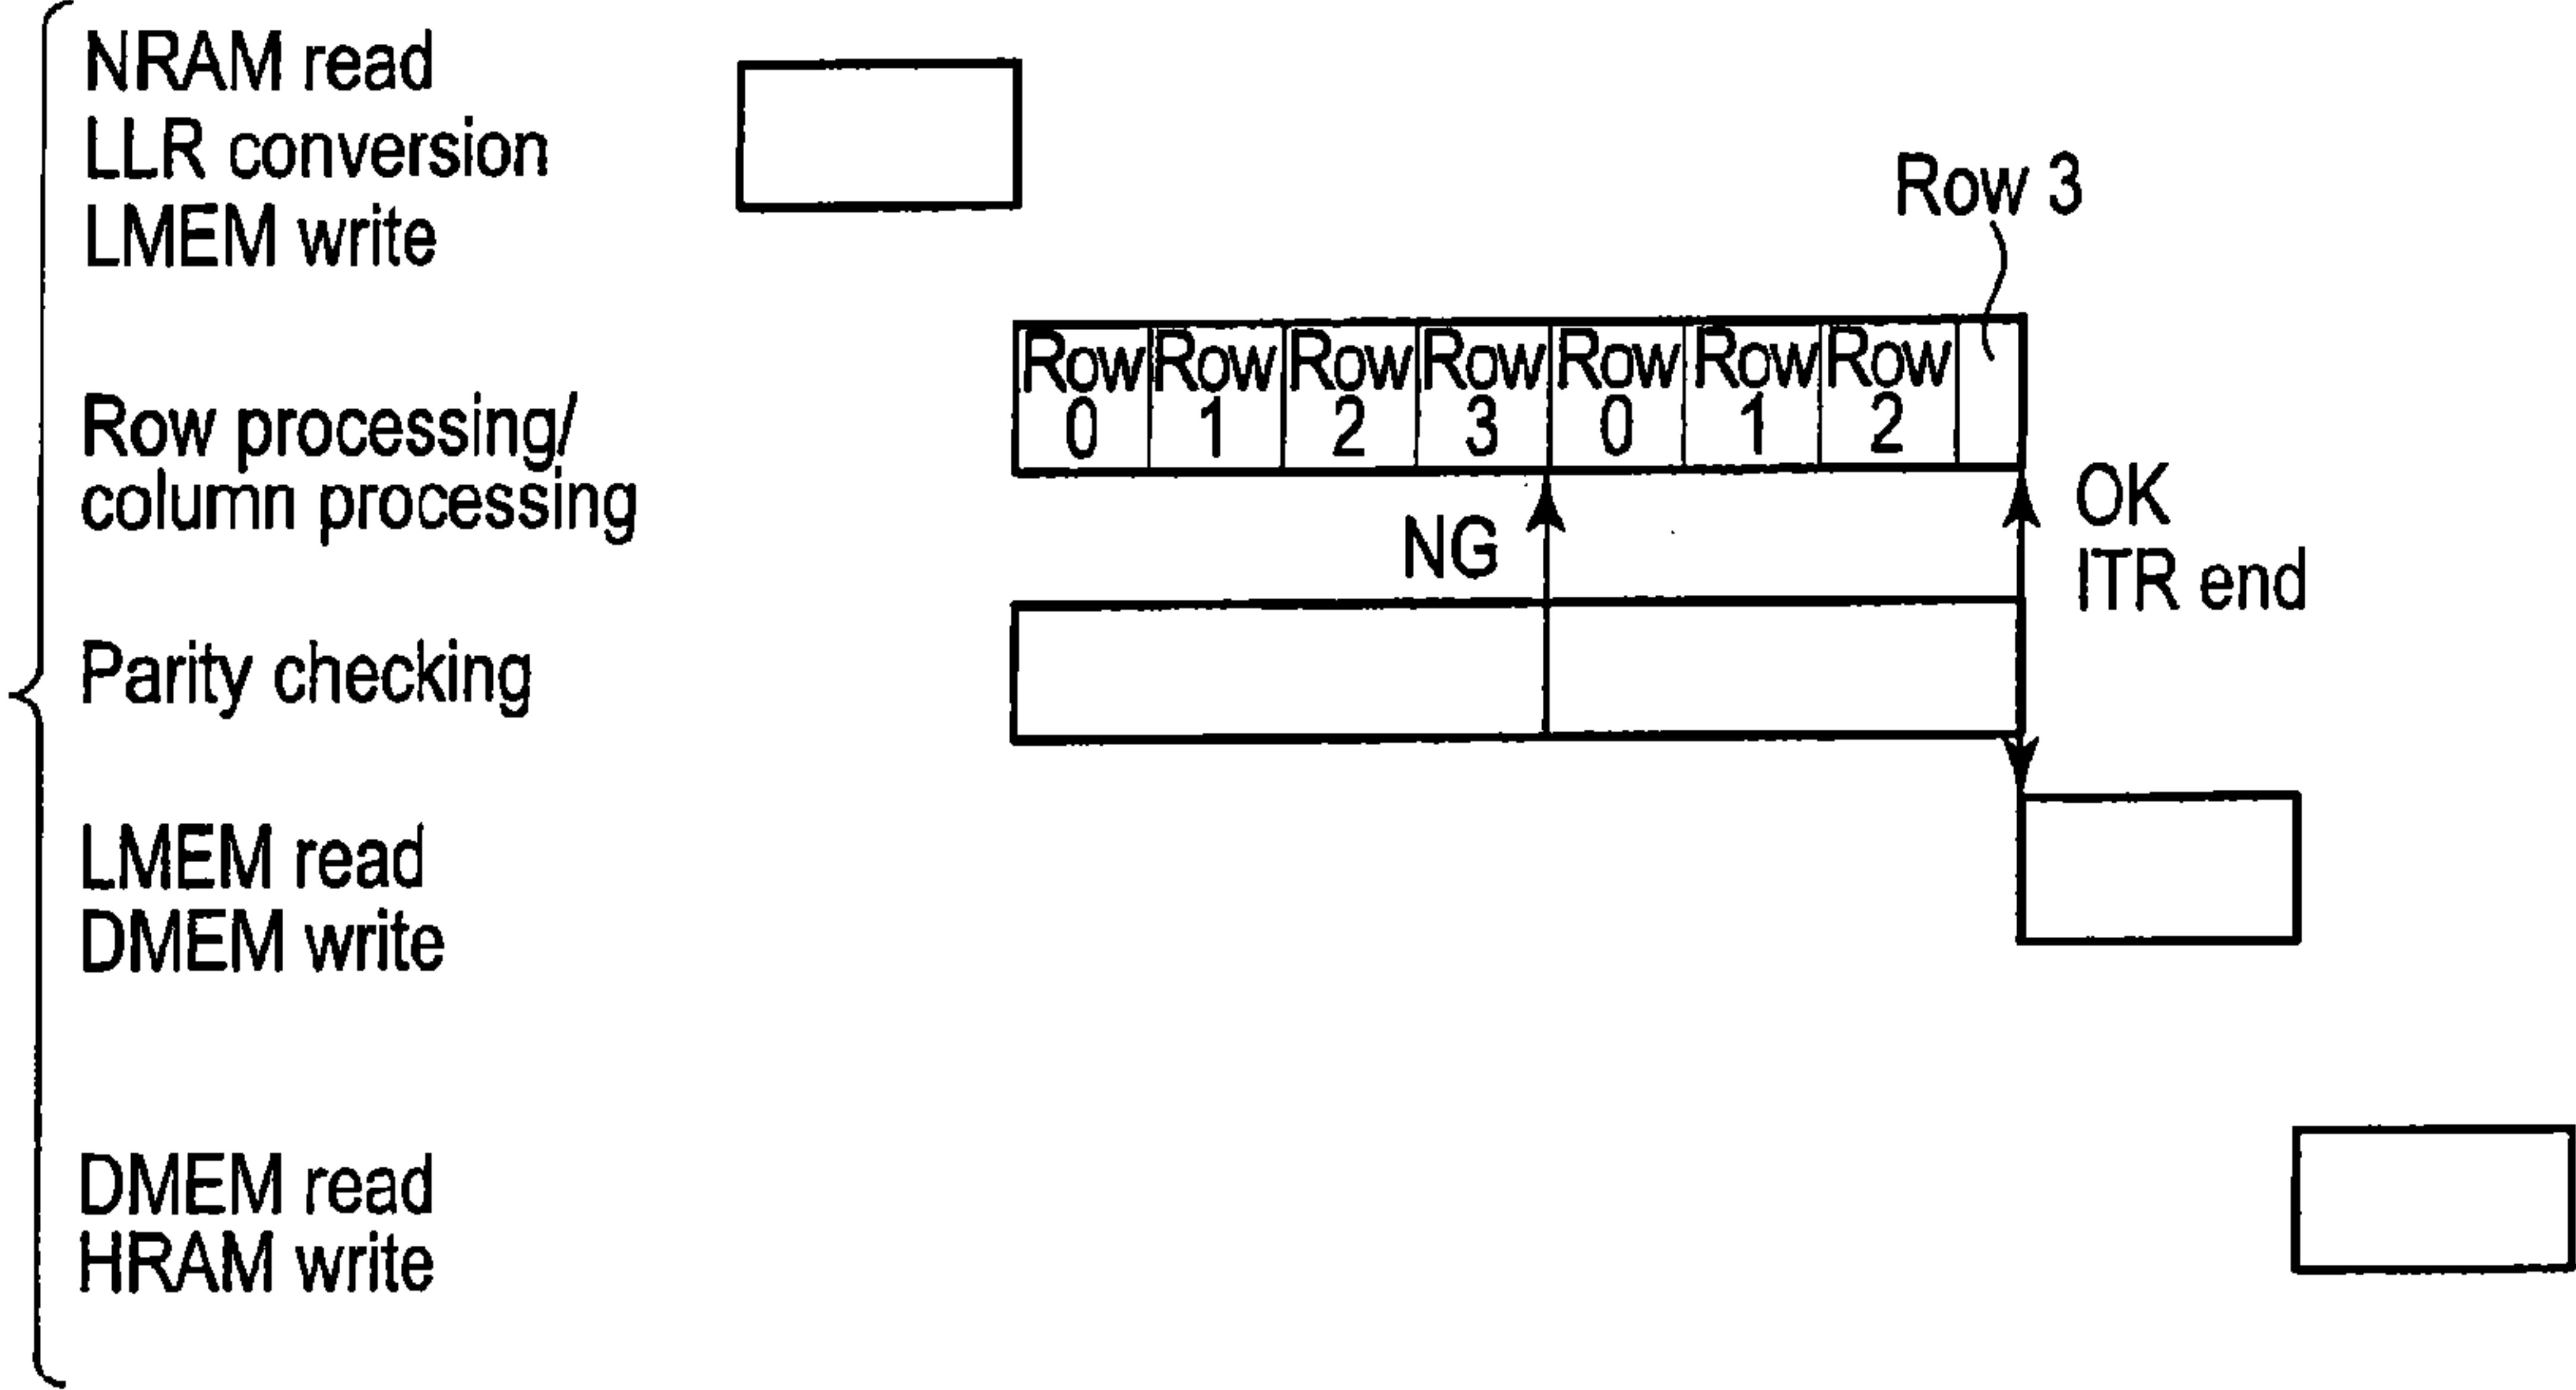 NRAM read
LLR conversion
LMEM write
Row 3
Row Row Row Row Row Row Row
0 1 2 3 0 1 2
Row processing/
column processing
NG
OK
ITR end
Parity checking
LMEM read
DMEM write
DMEM read
HRAM write